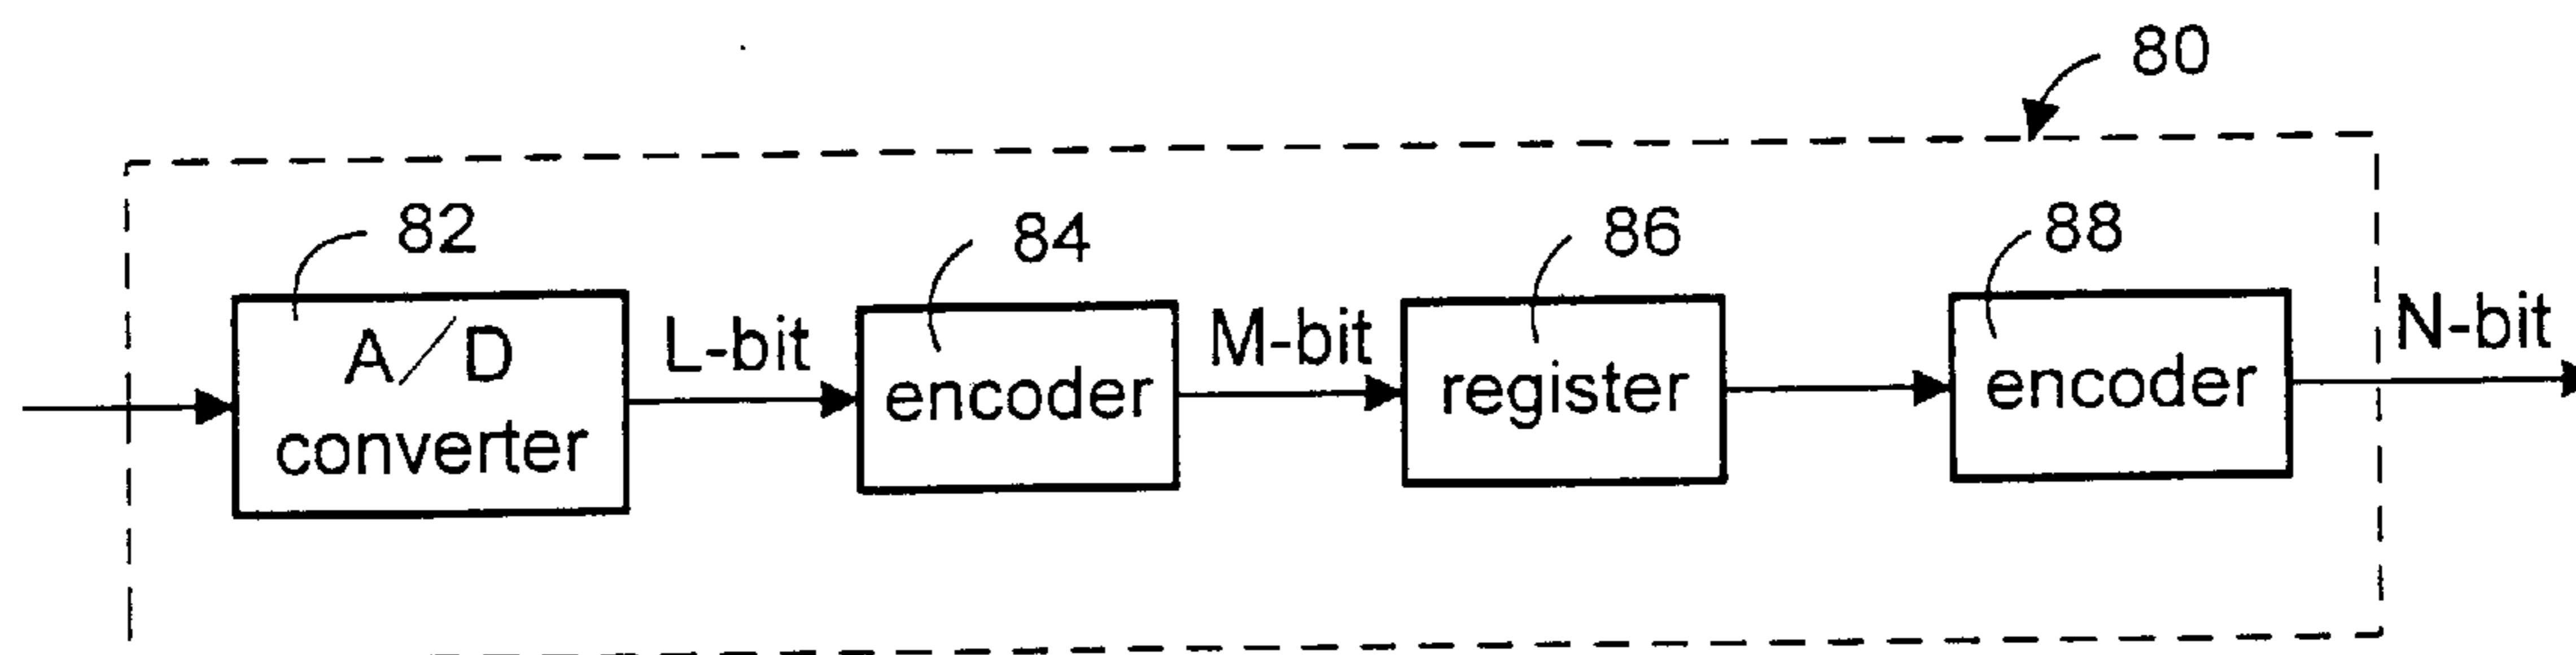 80
82
84
86
88
A/D
converter
L-bit
encoder
M-bit
register
encoder
N-bit